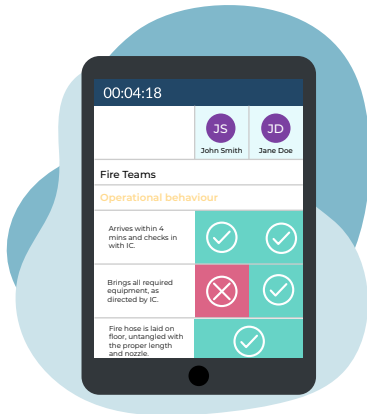 00:04:18
JS JD
John Smith Jane Doe
Fire Teams
Operational behaviour
Arrives within 4
mins and checks in
with IC.
Brings all required
equipment, as
directed by IC.
Fire hose is laid on
floor, untangled with
the proper length
and nozzle.